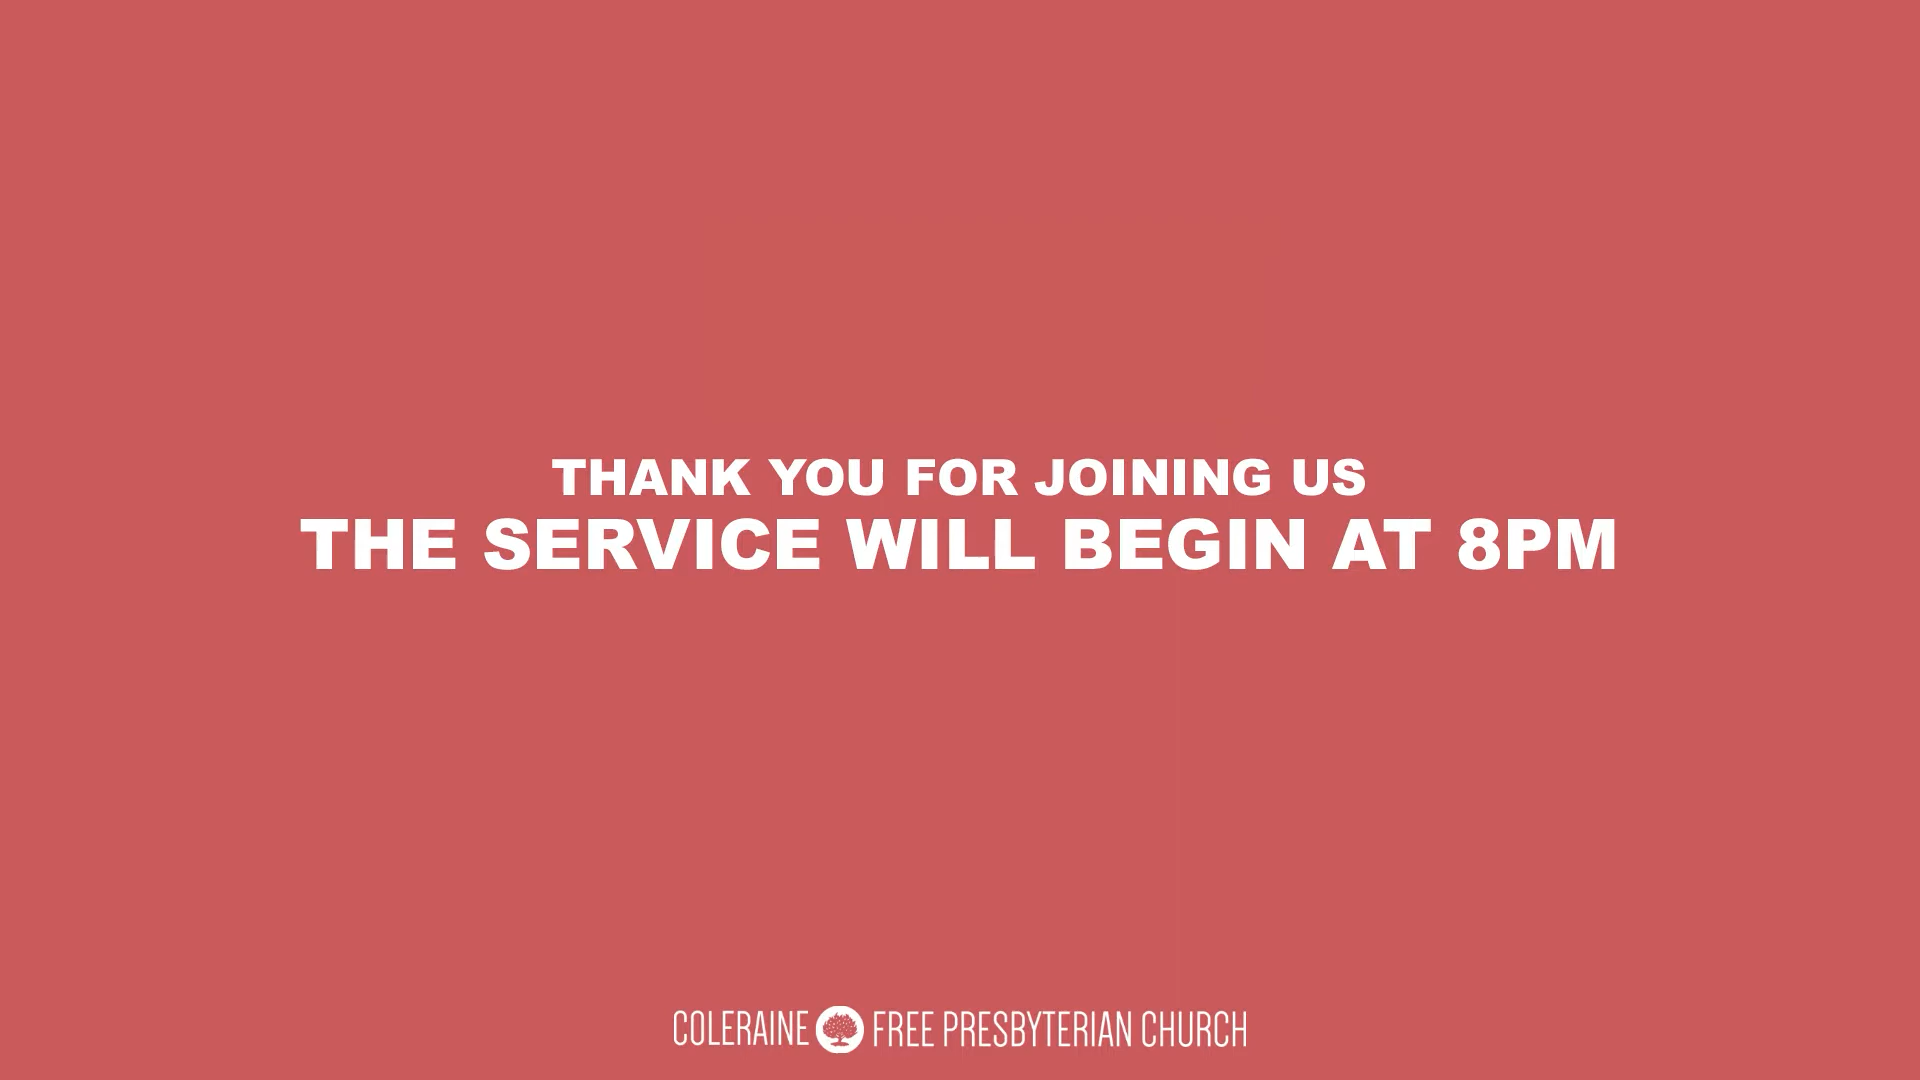 THANK YOU FOR JOINING US
THE SERVICE WILL BEGIN AT 8PM
COLERAINE FREE PRESBYTERIAN CHURCH